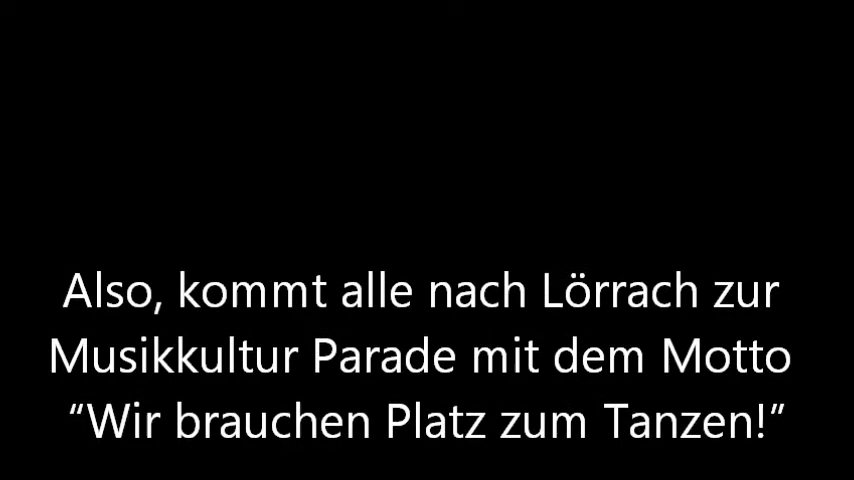 Also, kommt alle nach Lörrach zur
Musikkultur Parade mit dem Motto
“Wir brauchen Platz zum Tanzen!”